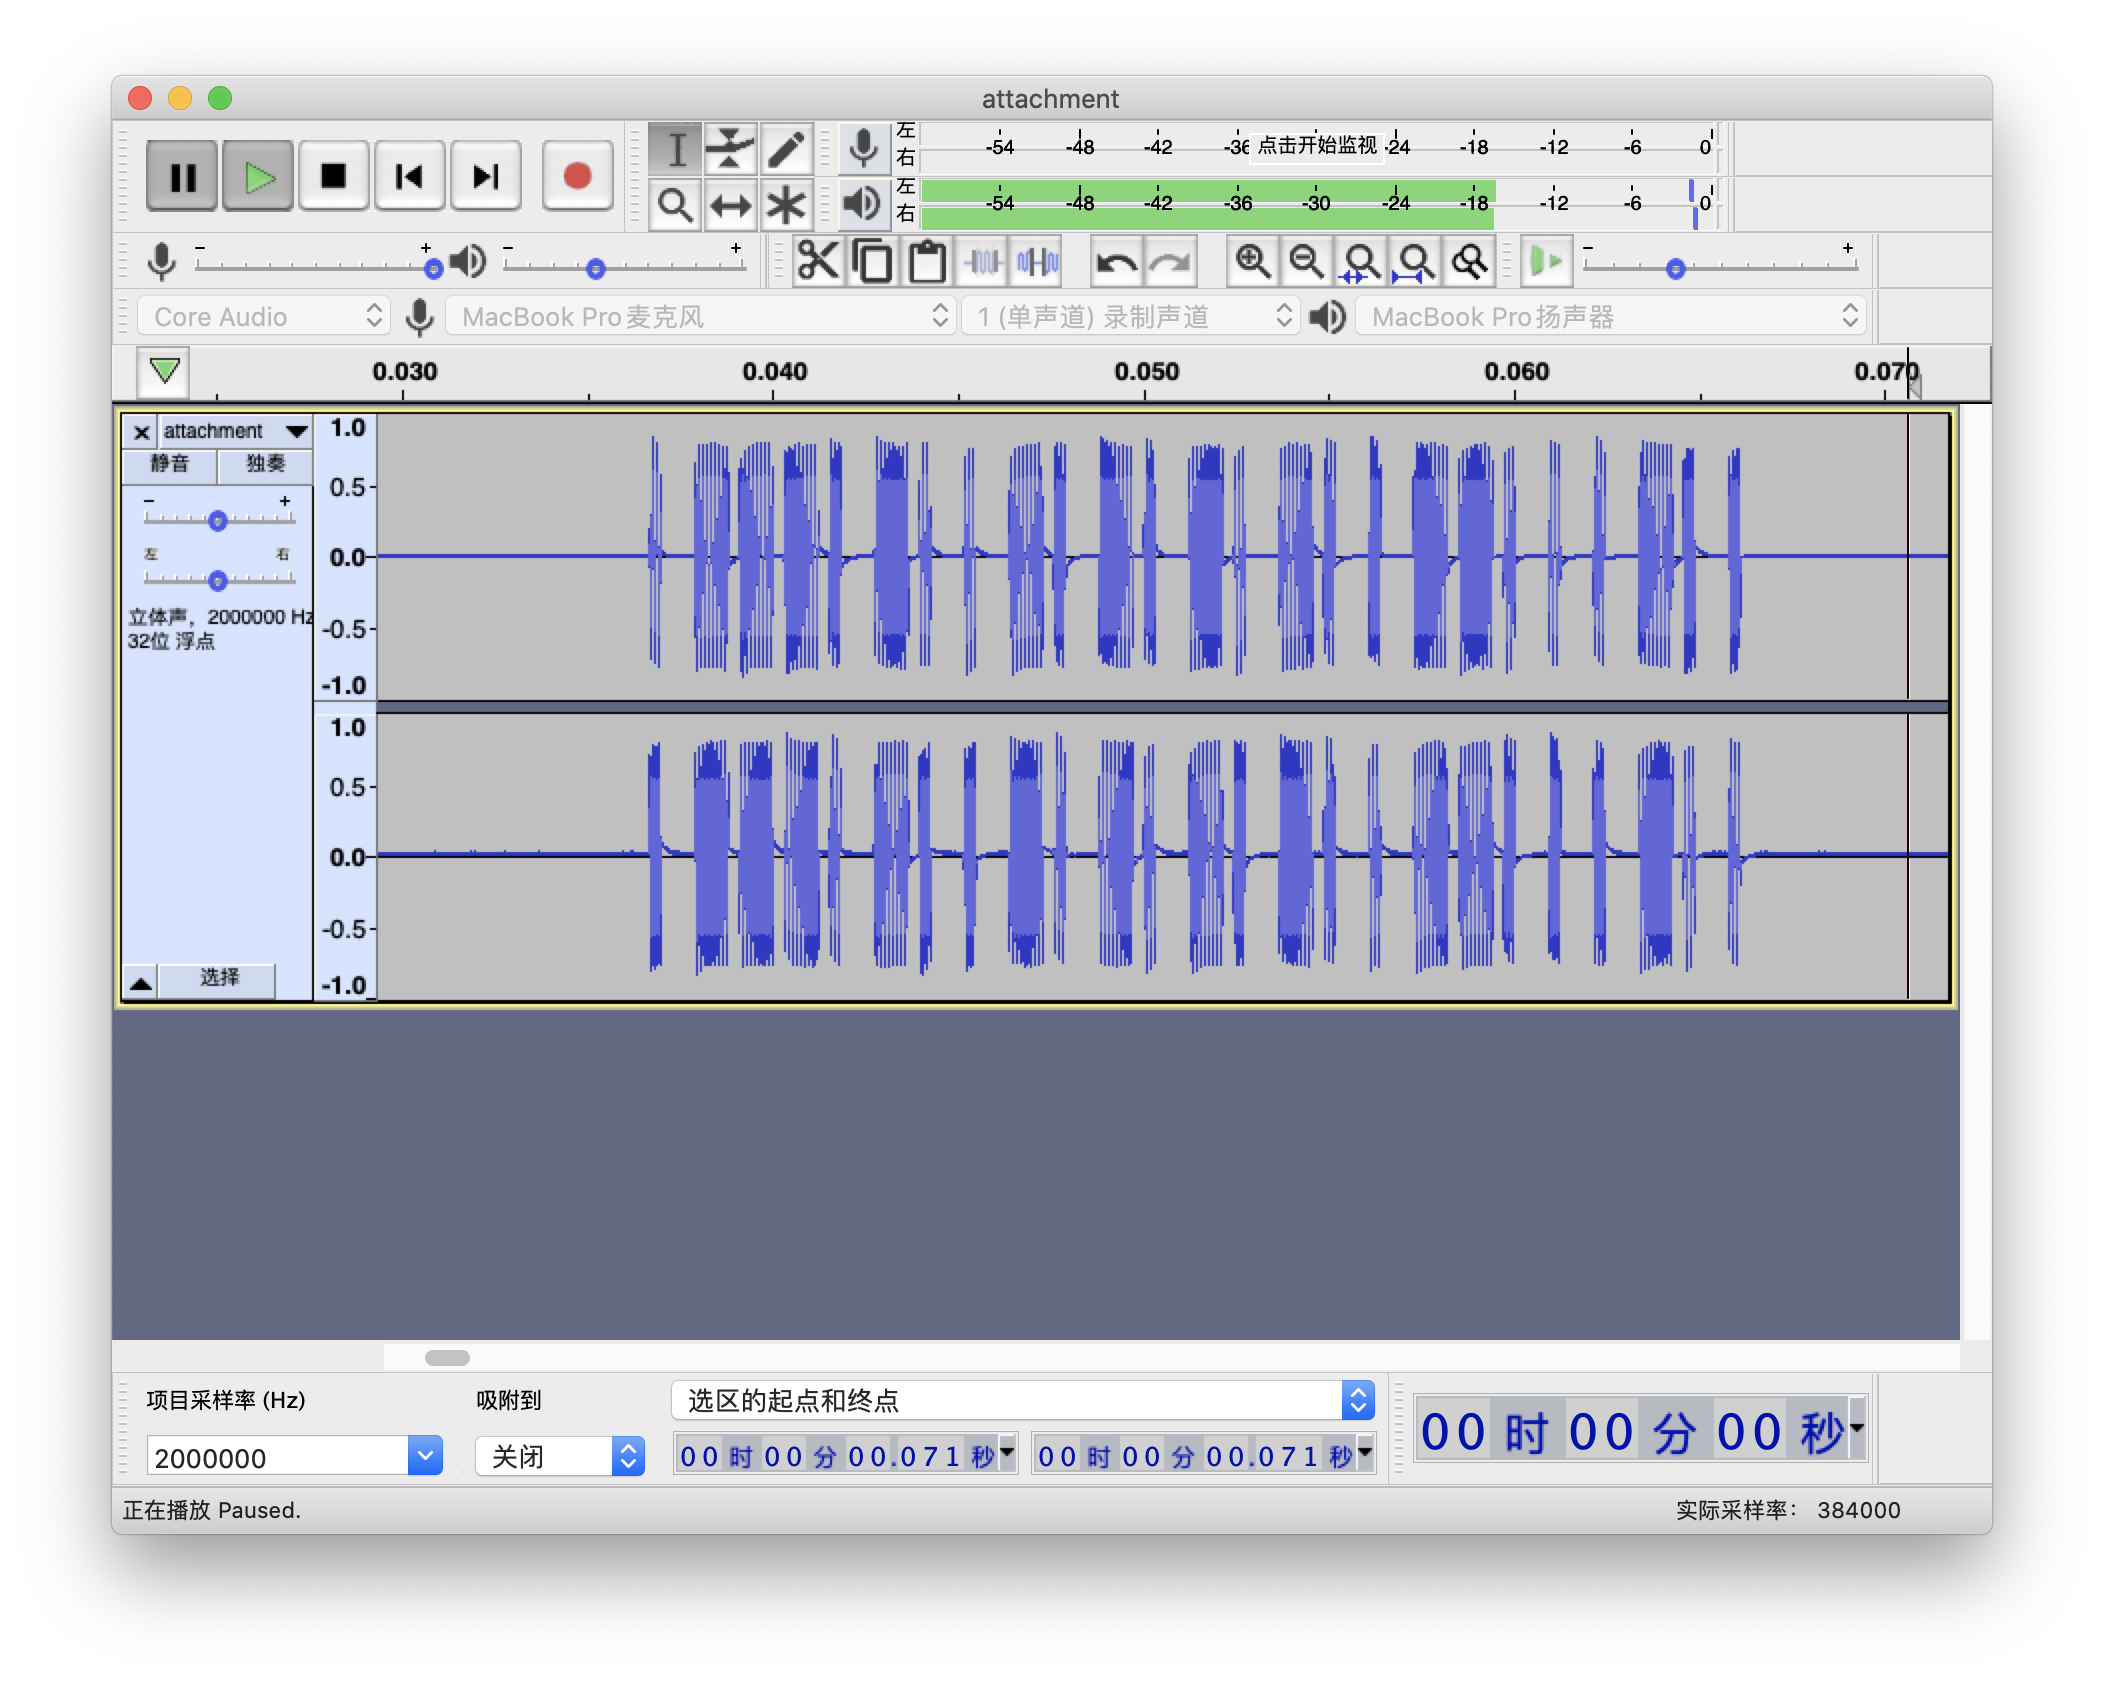 attachment
左 右 -54 -48 -42 -36 点击开始监视 -24 -18 -12 -6 0
左 右 -54 -48 -42 -36 -30 -24 -18 -12 -6 0
- + - + - +
Core Audio MacBook Pro麦克风 1 (单声道) 录制声道 MacBook Pro扬声器
0.030 0.040 0.050 0.060 0.070
attachment
静音 独奏
- +
左 右
立体声, 2000000 Hz
32位 浮点
选择
1.0
0.5
0.0
-0.5
-1.0
1.0
0.5
0.0
-0.5
-1.0
项目采样率 (Hz) 吸附到 选区的起点和终点
2000000 关闭 00 时 00 分 00.071 秒 00 时 00 分 00.071 秒
00 时 00 分 00 秒
正在播放 Paused. 实际采样率: 384000